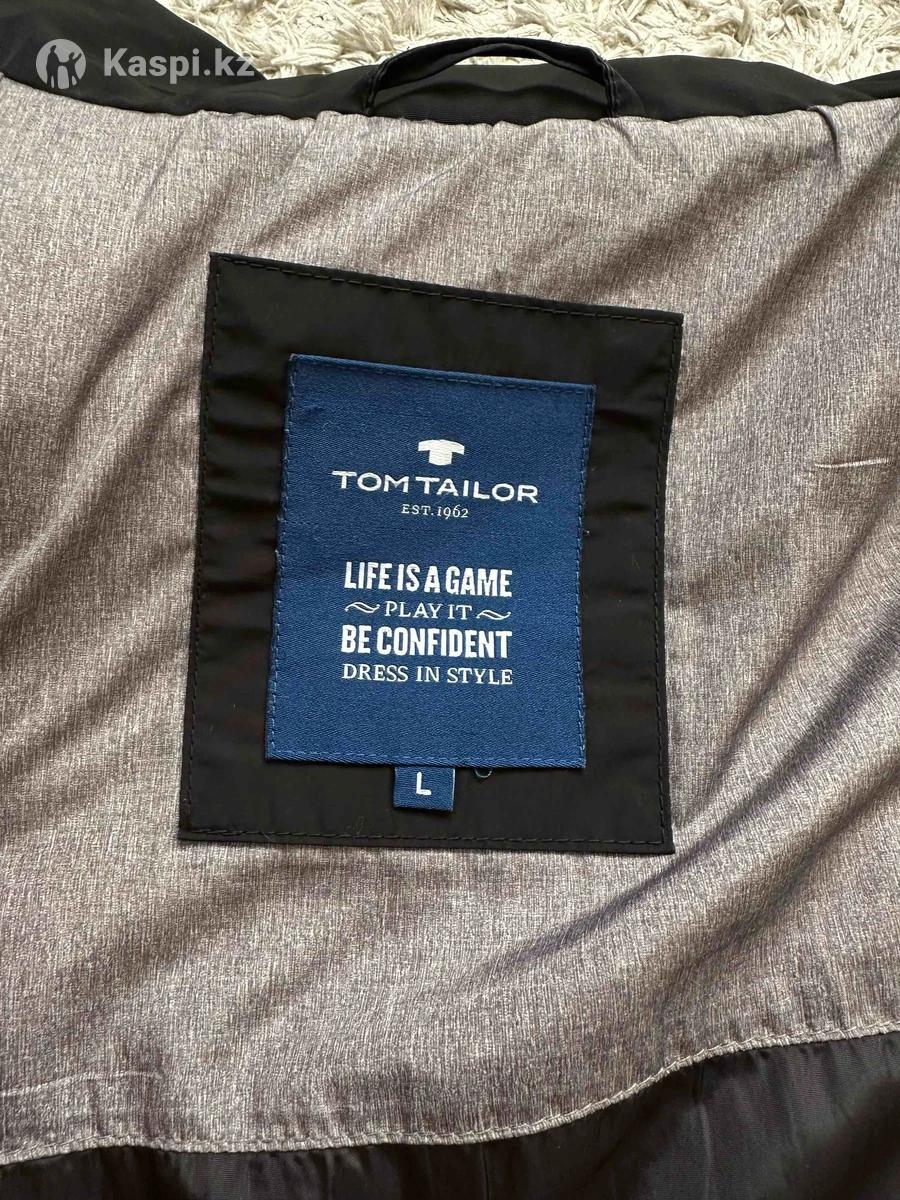 Kaspi.kz
TOM TAILOR
EST. 1962
LIFE IS A GAME
~ PLAY IT ~
BE CONFIDENT
DRESS IN STYLE
L